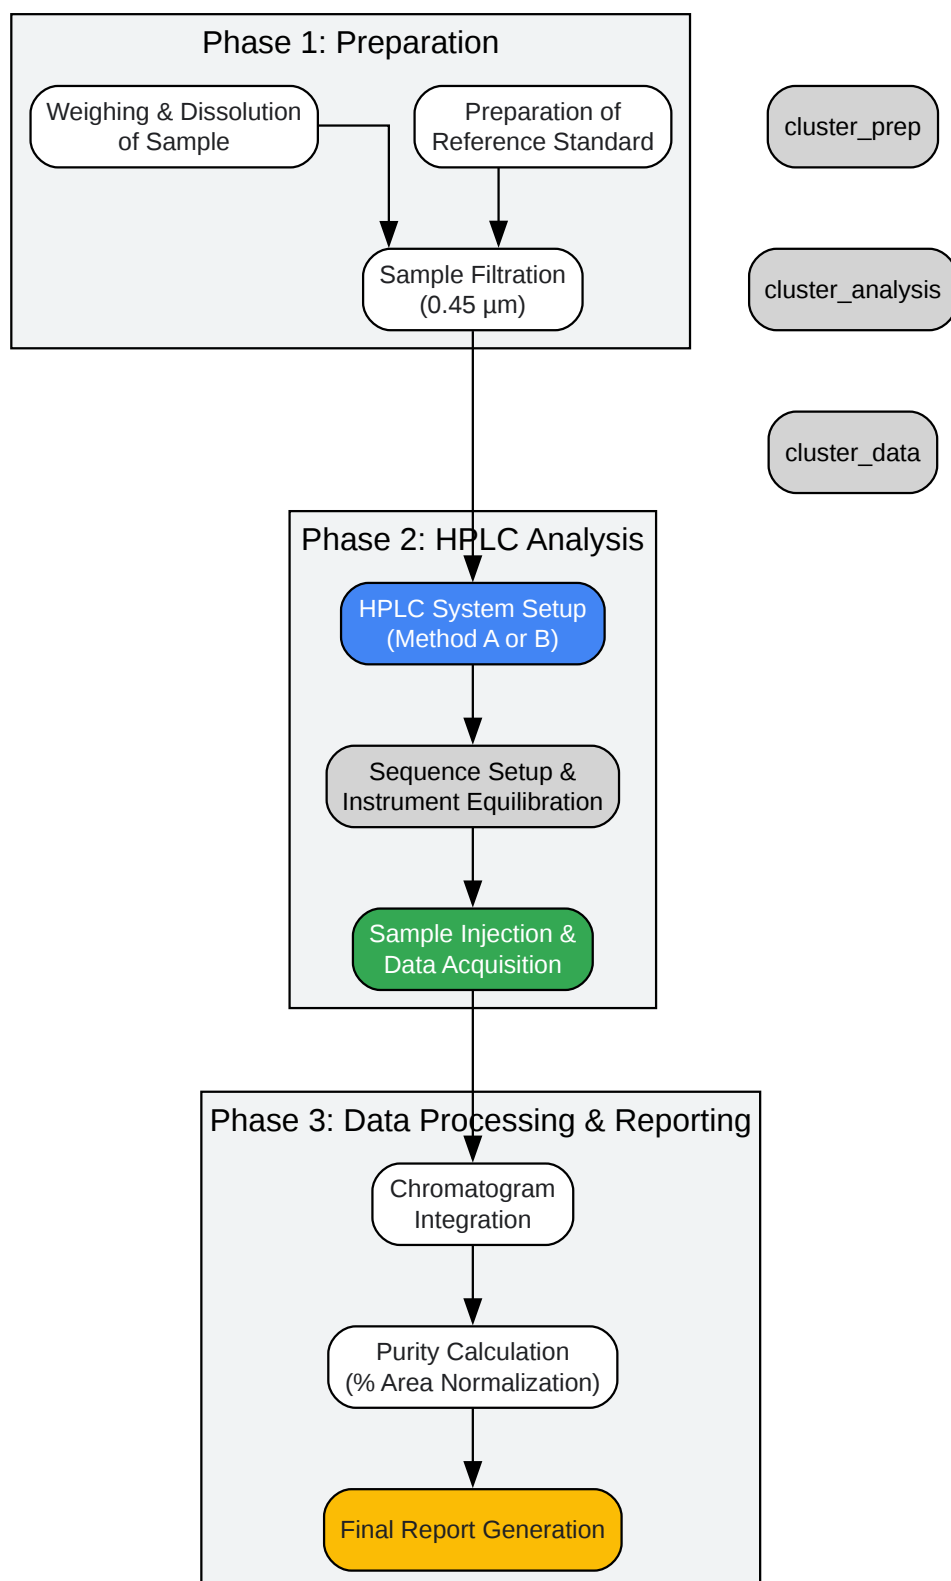 Phase 1: Preparation
Weighing & Dissolution
of Sample
Preparation of
Reference Standard
Sample Filtration
(0.45 µm)
cluster_prep
cluster_analysis
cluster_data
Phase 2: HPLC Analysis
HPLC System Setup
(Method A or B)
Sequence Setup &
Instrument Equilibration
Sample Injection &
Data Acquisition
Phase 3: Data Processing & Reporting
Chromatogram
Integration
Purity Calculation
(% Area Normalization)
Final Report Generation